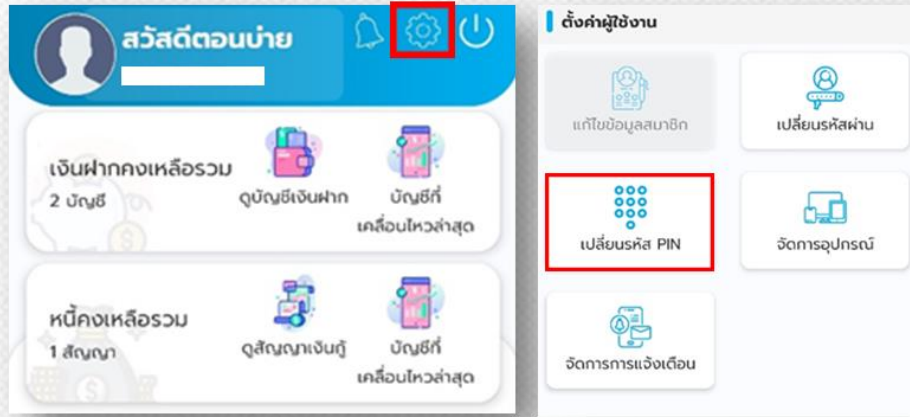 สวัสดีตอนบ่าย
เงินฝากคงเหลือรวม
2 บัญชี
ดูบัญชีเงินฝาก
บัญชีที่
เคลื่อนไหวล่าสุด
หนี้คงเหลือรวม
1 สัญญา
ดูสัญญาเงินกู้
บัญชีที่
เคลื่อนไหวล่าสุด
ตั้งค่าผู้ใช้งาน
แก้ไขข้อมูลสมาชิก
เปลี่ยนรหัสผ่าน
เปลี่ยนรหัส PIN
จัดการอุปกรณ์
จัดการการแจ้งเตือน